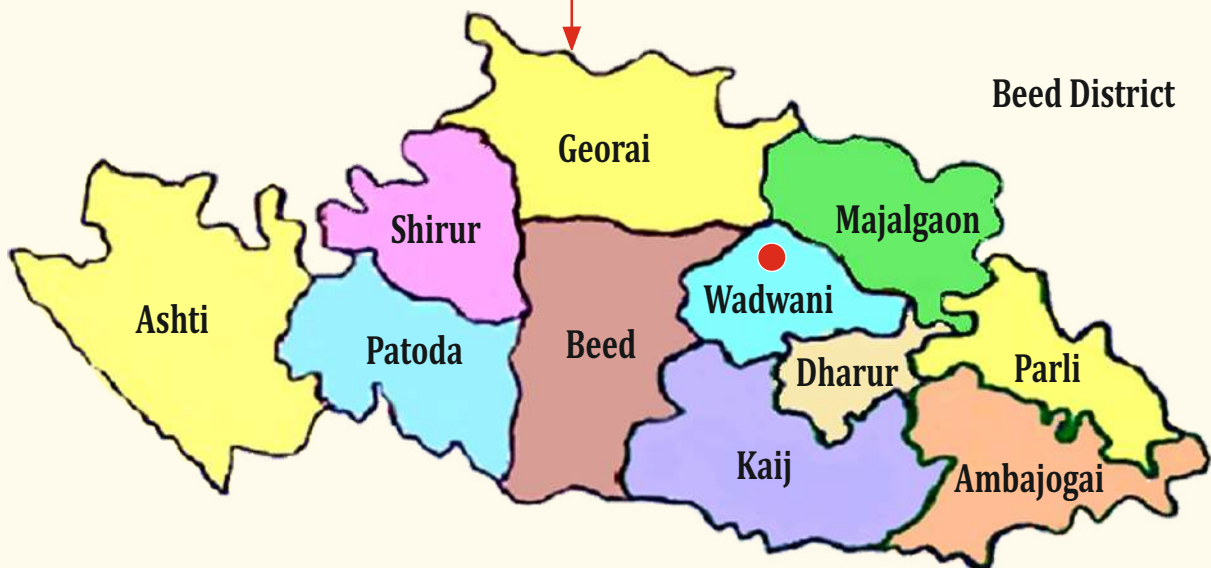 Beed District
Georai
Majalgaon
Shirur
Wadwani
Ashti
Patoda
Beed
Dharur
Parli
Kaij
Ambajogai